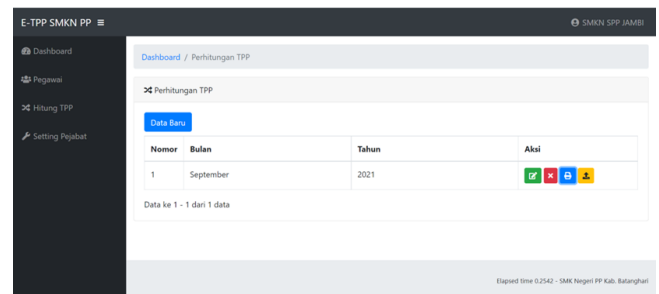 E-TPP SMKN PP
SMKN SPP JAMBI
Dashboard
Pegawai
Hitung TPP
Setting Pejabat
Dashboard / Perhitungan TPP
Perhitungan TPP
Data Baru
Nomor Bulan Tahun Aksi
1 September 2021
Data ke 1 - 1 dari 1 data
Elapsed time 0.2542 - SMK Negeri PP Kab. Batanghari